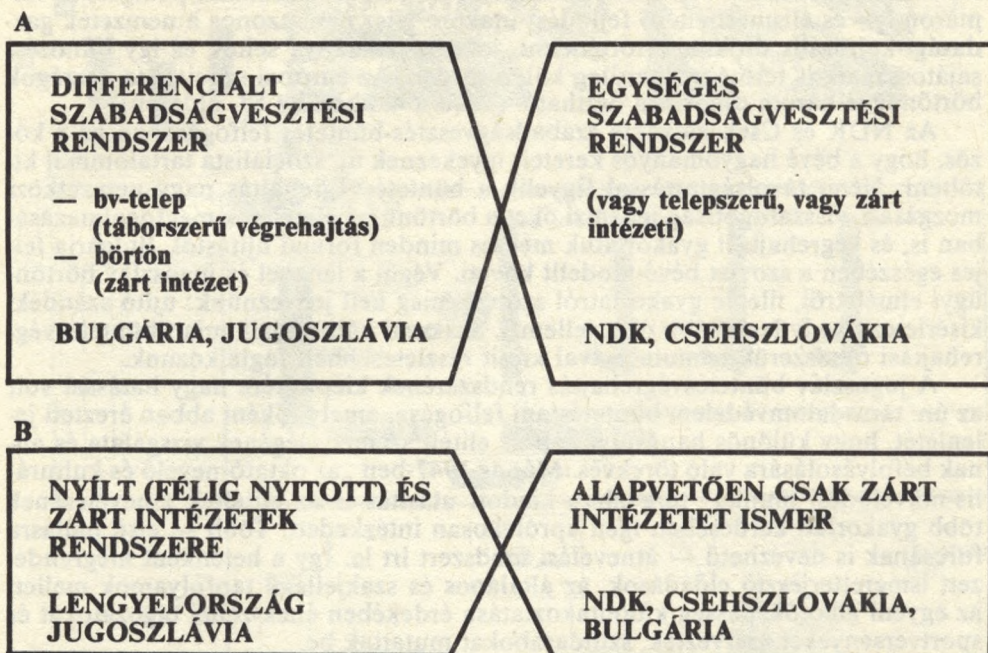 A
DIFFERENCIÁLT
SZABADSÁGVESZTÉSI
RENDSZER
— bv-telep
(táborszerű végrehajtás)
— börtön
(zárt intézet)
BULGÁRIA, JUGOSZLÁVIA
EGYSÉGES
SZABADSÁGVESZTÉSI
RENDSZER
(vagy telepszerű, vagy zárt
intézeti)
NDK, CSEHSZLOVÁKIA
B
NYÍLT (FÉLIG NYITOTT) ÉS
ZÁRT INTÉZETEK
RENDSZERE
LENGYELORSZÁG
JUGOSZLÁVIA
ALAPVETŐEN CSAK ZÁRT
INTÉZETET ISMER
NDK, CSEHSZLOVÁKIA,
BULGÁRIA